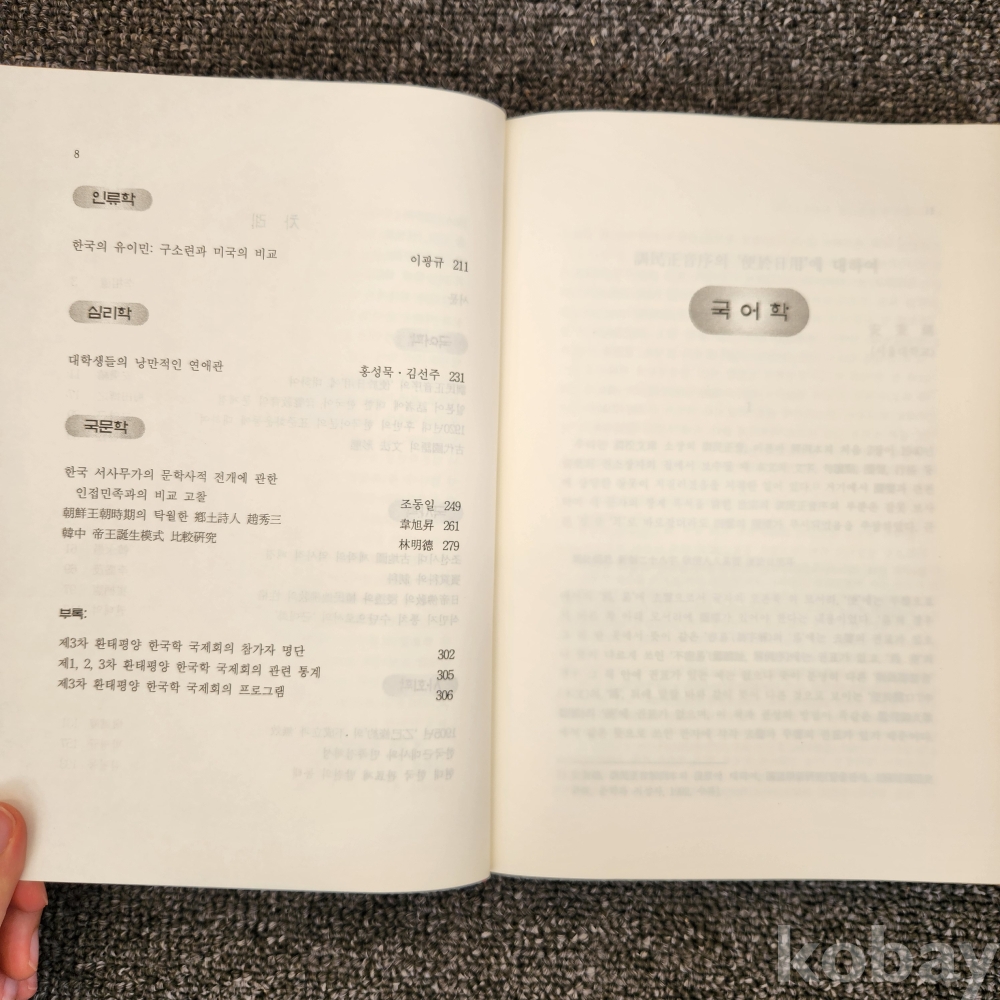 8
인류학
한국의 유이민: 구소련과 미국의 비교 이광규 211
심리학
대학생들의 낭만적인 연애관 홍성묵·김선주 231
국문학
한국 서사무가의 문학사적 전개에 관한
인접민족과의 비교 고찰 조동일 249
朝鮮王朝時期의 탁월한 鄕土詩人 趙秀三 韋旭昇 261
韓中 帝王誕生模式 比較硏究 林明德 279
부록:
제3차 환태평양 한국학 국제회의 참가자 명단 302
제1, 2, 3차 환태평양 한국학 국제회의 관련 통계 305
제3차 환태평양 한국학 국제회의 프로그램 306
국어학
kobay